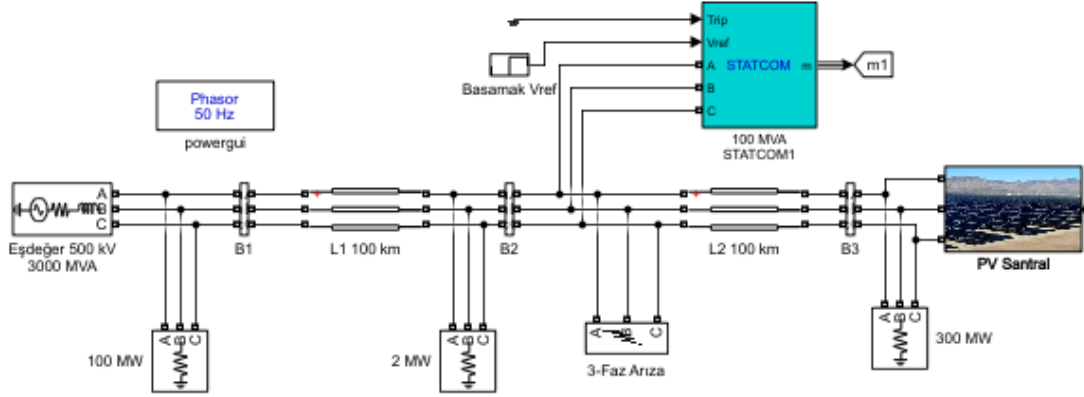 Trip
Vref
A
STATCOM
m
m1
B
C
Basamak Vref
100 MVA
STATCOM1
Phasor
50 Hz
powergui
A
B
C
Eşdeğer 500 kV
3000 MVA
B1
L1 100 km
B2
L2 100 km
B3
PV Santral
A B C
100 MW
A B C
2 MW
A B C
3-Faz Arıza
A B C
300 MW